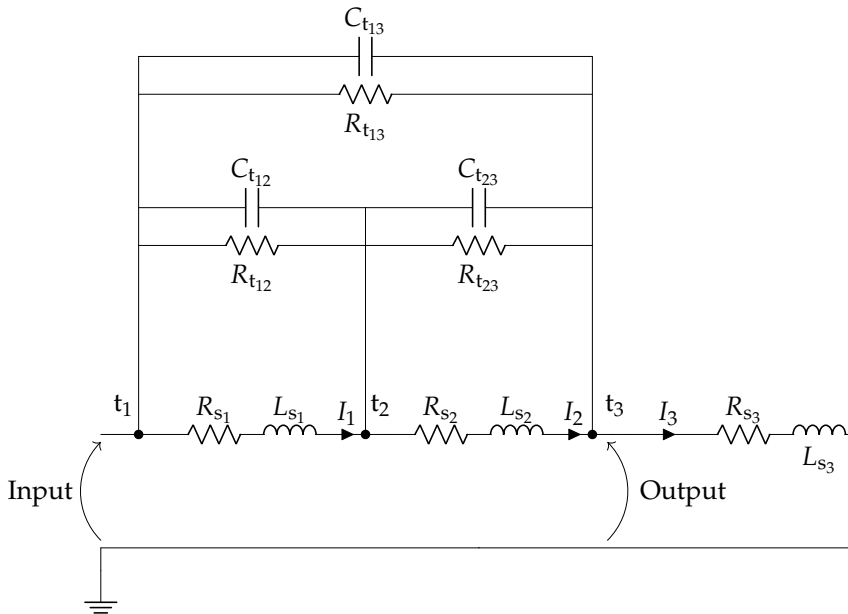 C_{t_{13}}
R_{t_{13}}
C_{t_{12}} C_{t_{23}}
R_{t_{12}} R_{t_{23}}
t_1 R_{s_1} L_{s_1} I_1 t_2 R_{s_2} L_{s_2} I_2 t_3 I_3 R_{s_3}
L_{s_3}
Input Output